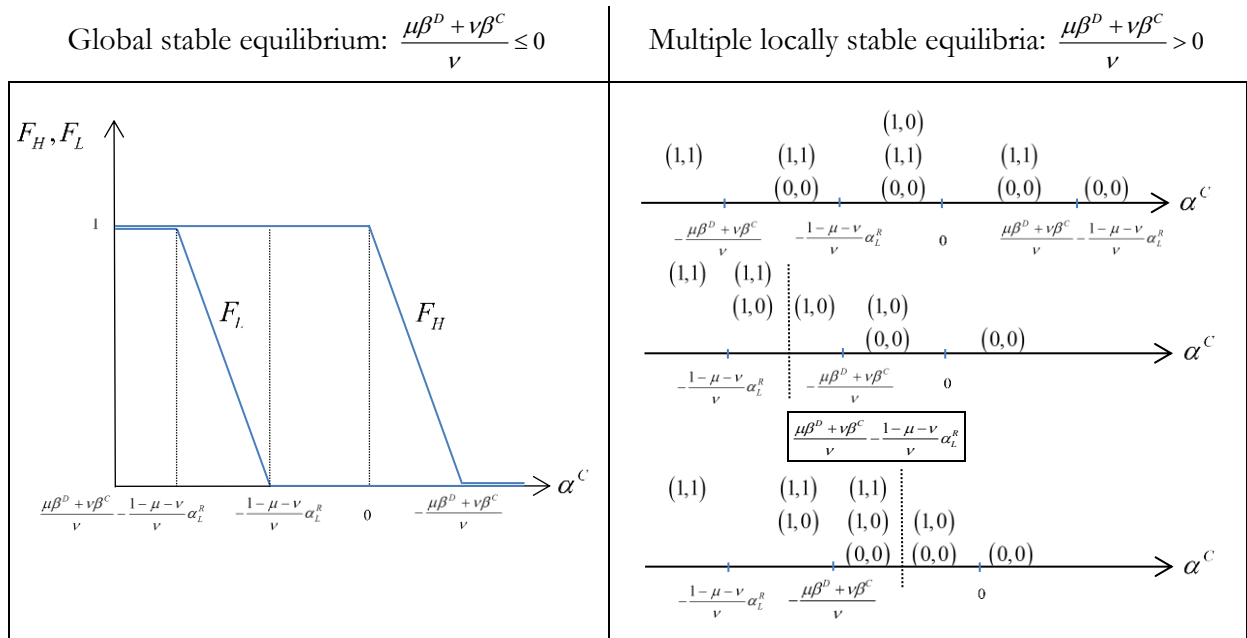 Global stable equilibrium: (μβ^D + νβ^C)/ν ≤ 0
Multiple locally stable equilibria: (μβ^D + νβ^C)/ν > 0
F_H, F_L
1
F_L
F_H
α^C
(μβ^D + νβ^C)/ν − (1−μ−ν)/ν α_L^R
−(1−μ−ν)/ν α_L^R
0
−(μβ^D + νβ^C)/ν
(1,0)
(1,1) (1,1) (1,1) (1,1)
(0,0) (0,0) (0,0) (0,0)
α^C
−(μβ^D + νβ^C)/ν
−(1−μ−ν)/ν α_L^R
0
(μβ^D + νβ^C)/ν − (1−μ−ν)/ν α_L^R
(1,1) (1,1)
(1,0) (1,0) (1,0)
(0,0) (0,0)
α^C
−(1−μ−ν)/ν α_L^R
−(μβ^D + νβ^C)/ν
0
(μβ^D + νβ^C)/ν − (1−μ−ν)/ν α_L^R
(1,1) (1,1) (1,1)
(1,0) (1,0) (1,0)
(0,0) (0,0) (0,0)
α^C
−(1−μ−ν)/ν α_L^R
−(μβ^D + νβ^C)/ν
0